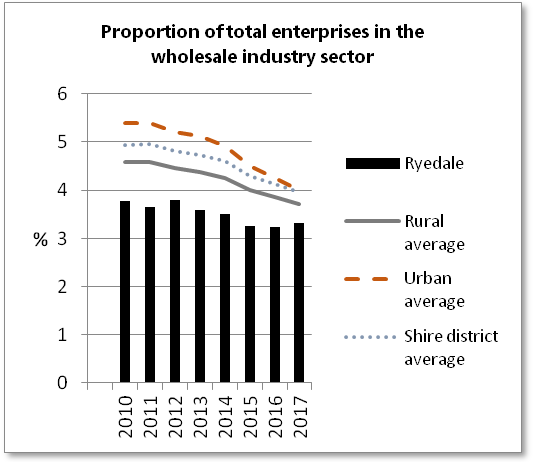 Proportion of total enterprises in the
wholesale industry sector
6
5
4
3
2
1
0
%
2010
2011
2012
2013
2014
2015
2016
2017
Ryedale
Rural
average
Urban
average
Shire district
average